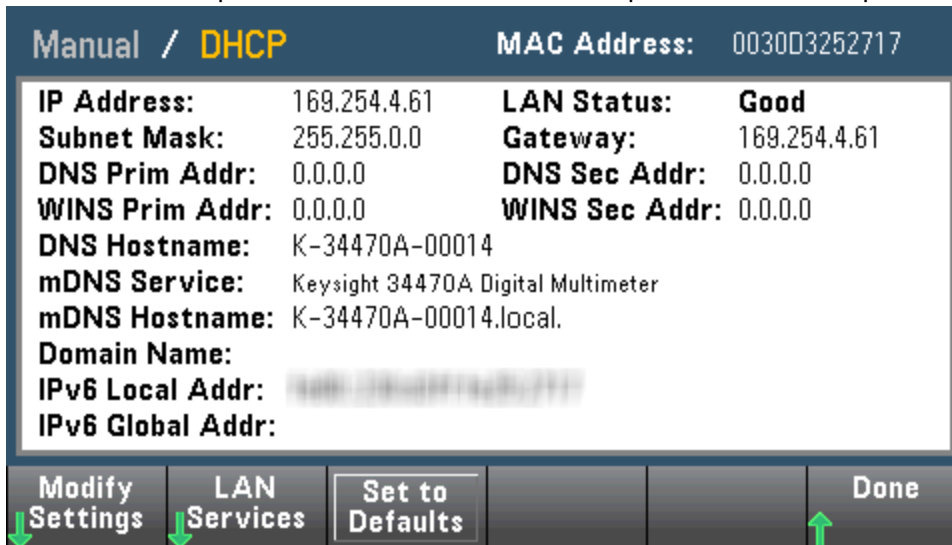 Manual / DHCP MAC Address: 0030D3252717
IP Address: 169.254.4.61 LAN Status: Good
Subnet Mask: 255.255.0.0 Gateway: 169.254.4.61
DNS Prim Addr: 0.0.0.0 DNS Sec Addr: 0.0.0.0
WINS Prim Addr: 0.0.0.0 WINS Sec Addr: 0.0.0.0
DNS Hostname: K-34470A-00014
mDNS Service: Keysight 34470A Digital Multimeter
mDNS Hostname: K-34470A-00014.local.
Domain Name:
IPv6 Local Addr:
IPv6 Global Addr:
Modify LAN Set to Done
Settings Services Defaults